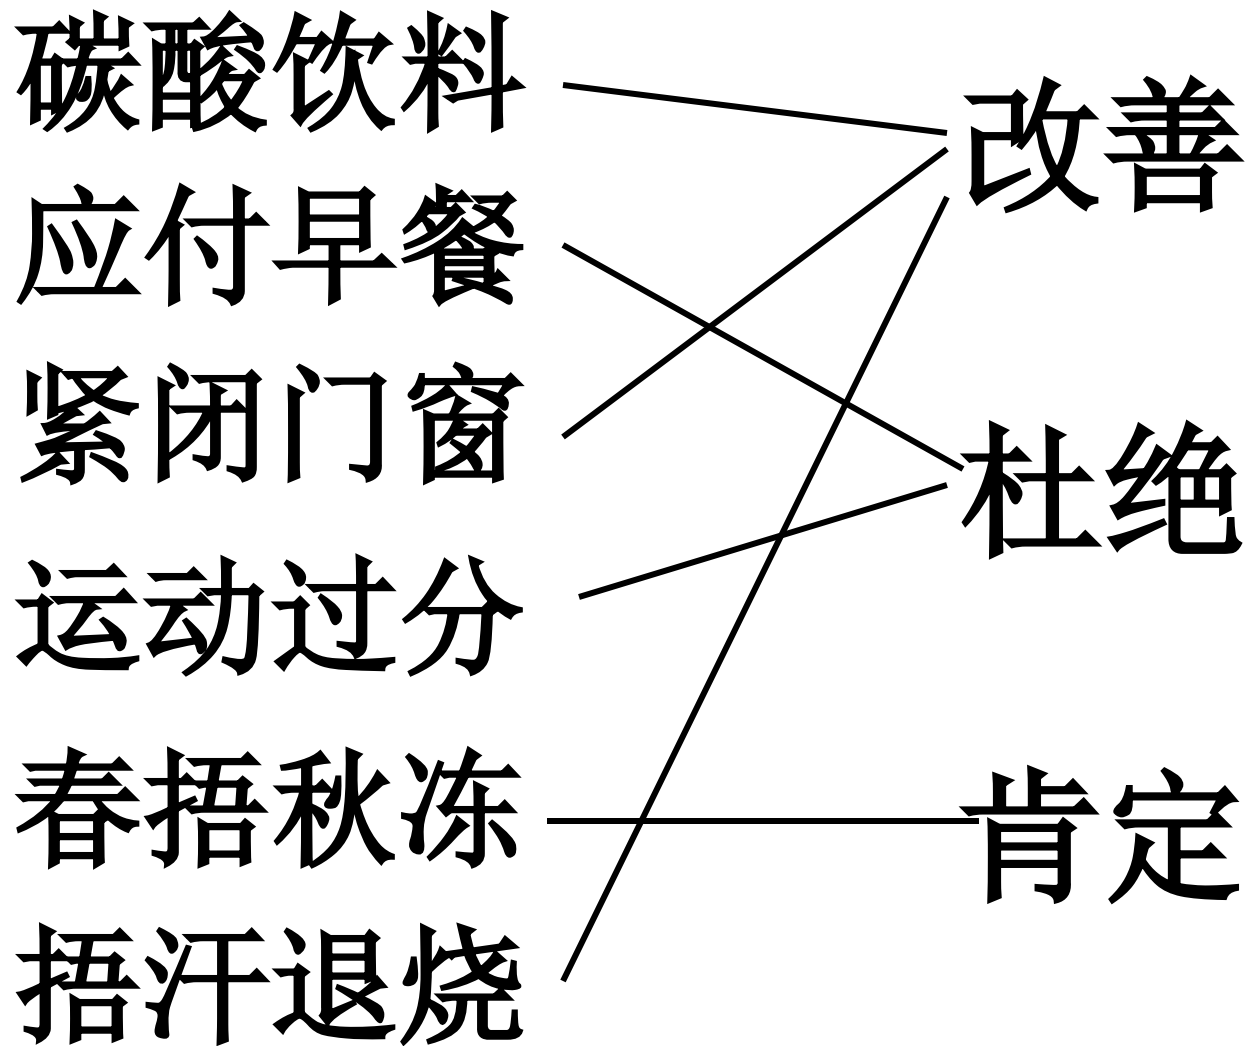 碳酸饮料
应付早餐
紧闭门窗
运动过分
春捂秋冻
捂汗退烧
改善
杜绝
肯定